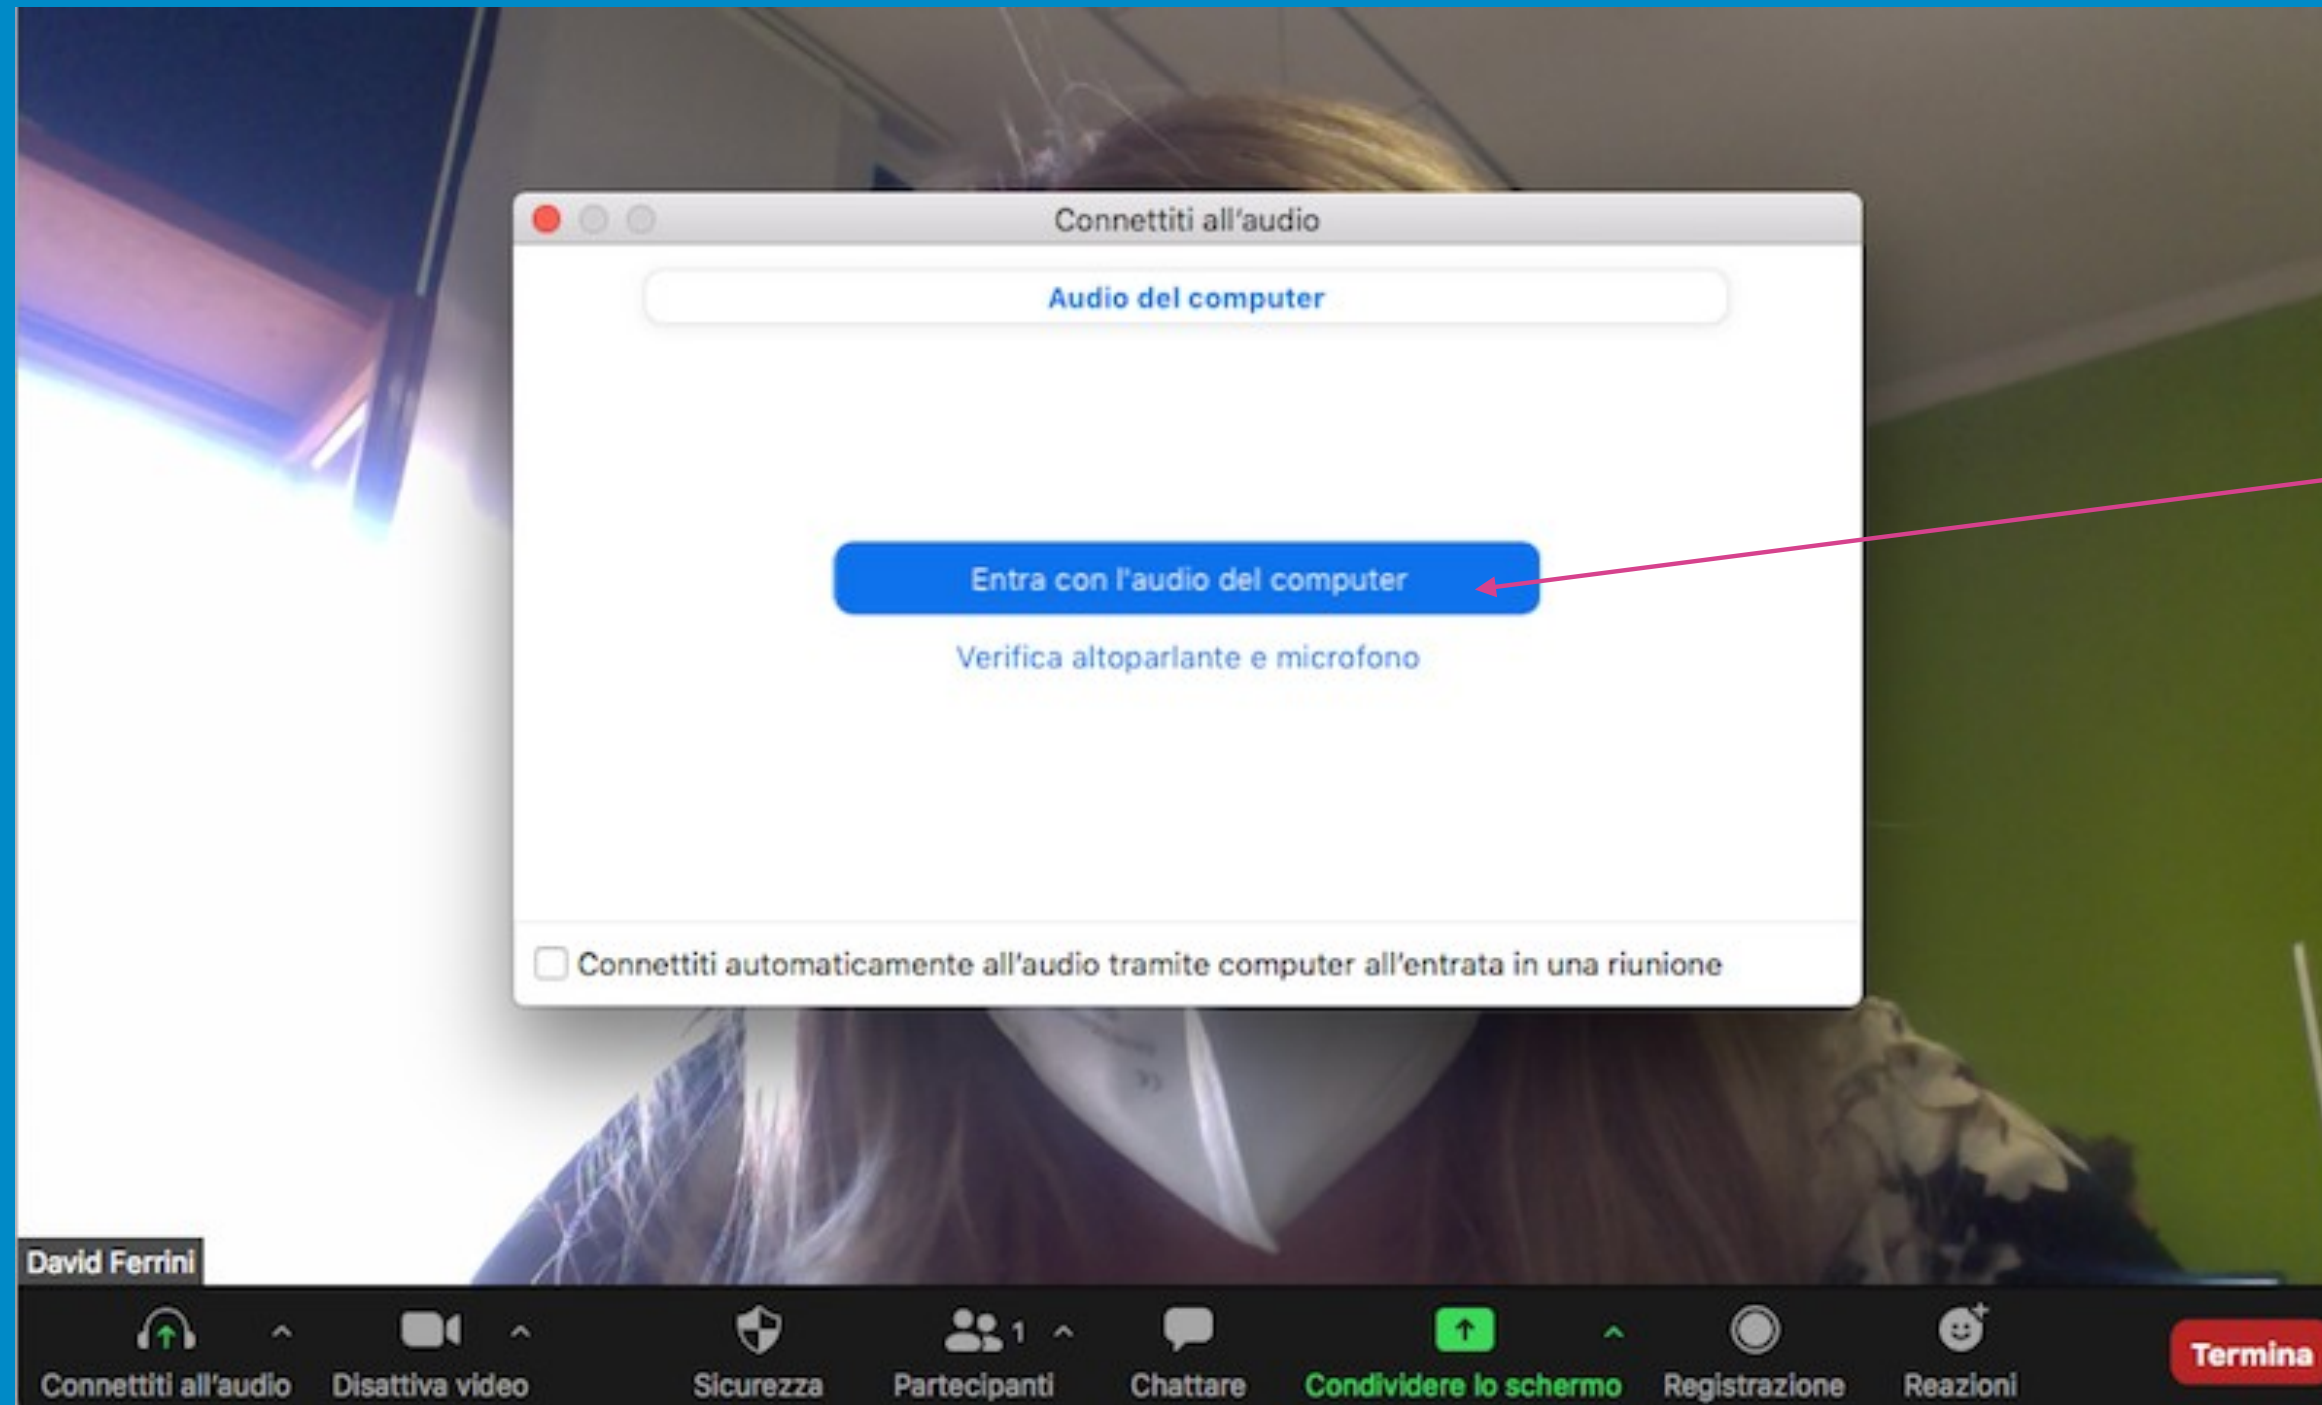 Connettiti all'audio
Audio del computer
Entra con l'audio del computer
Verifica altoparlante e microfono
Connettiti automaticamente all'audio tramite computer all'entrata in una riunione
David Ferrini
1
Connettiti all'audio Disattiva video Sicurezza Partecipanti Chattare Condividere lo schermo Registrazione Reazioni Termina